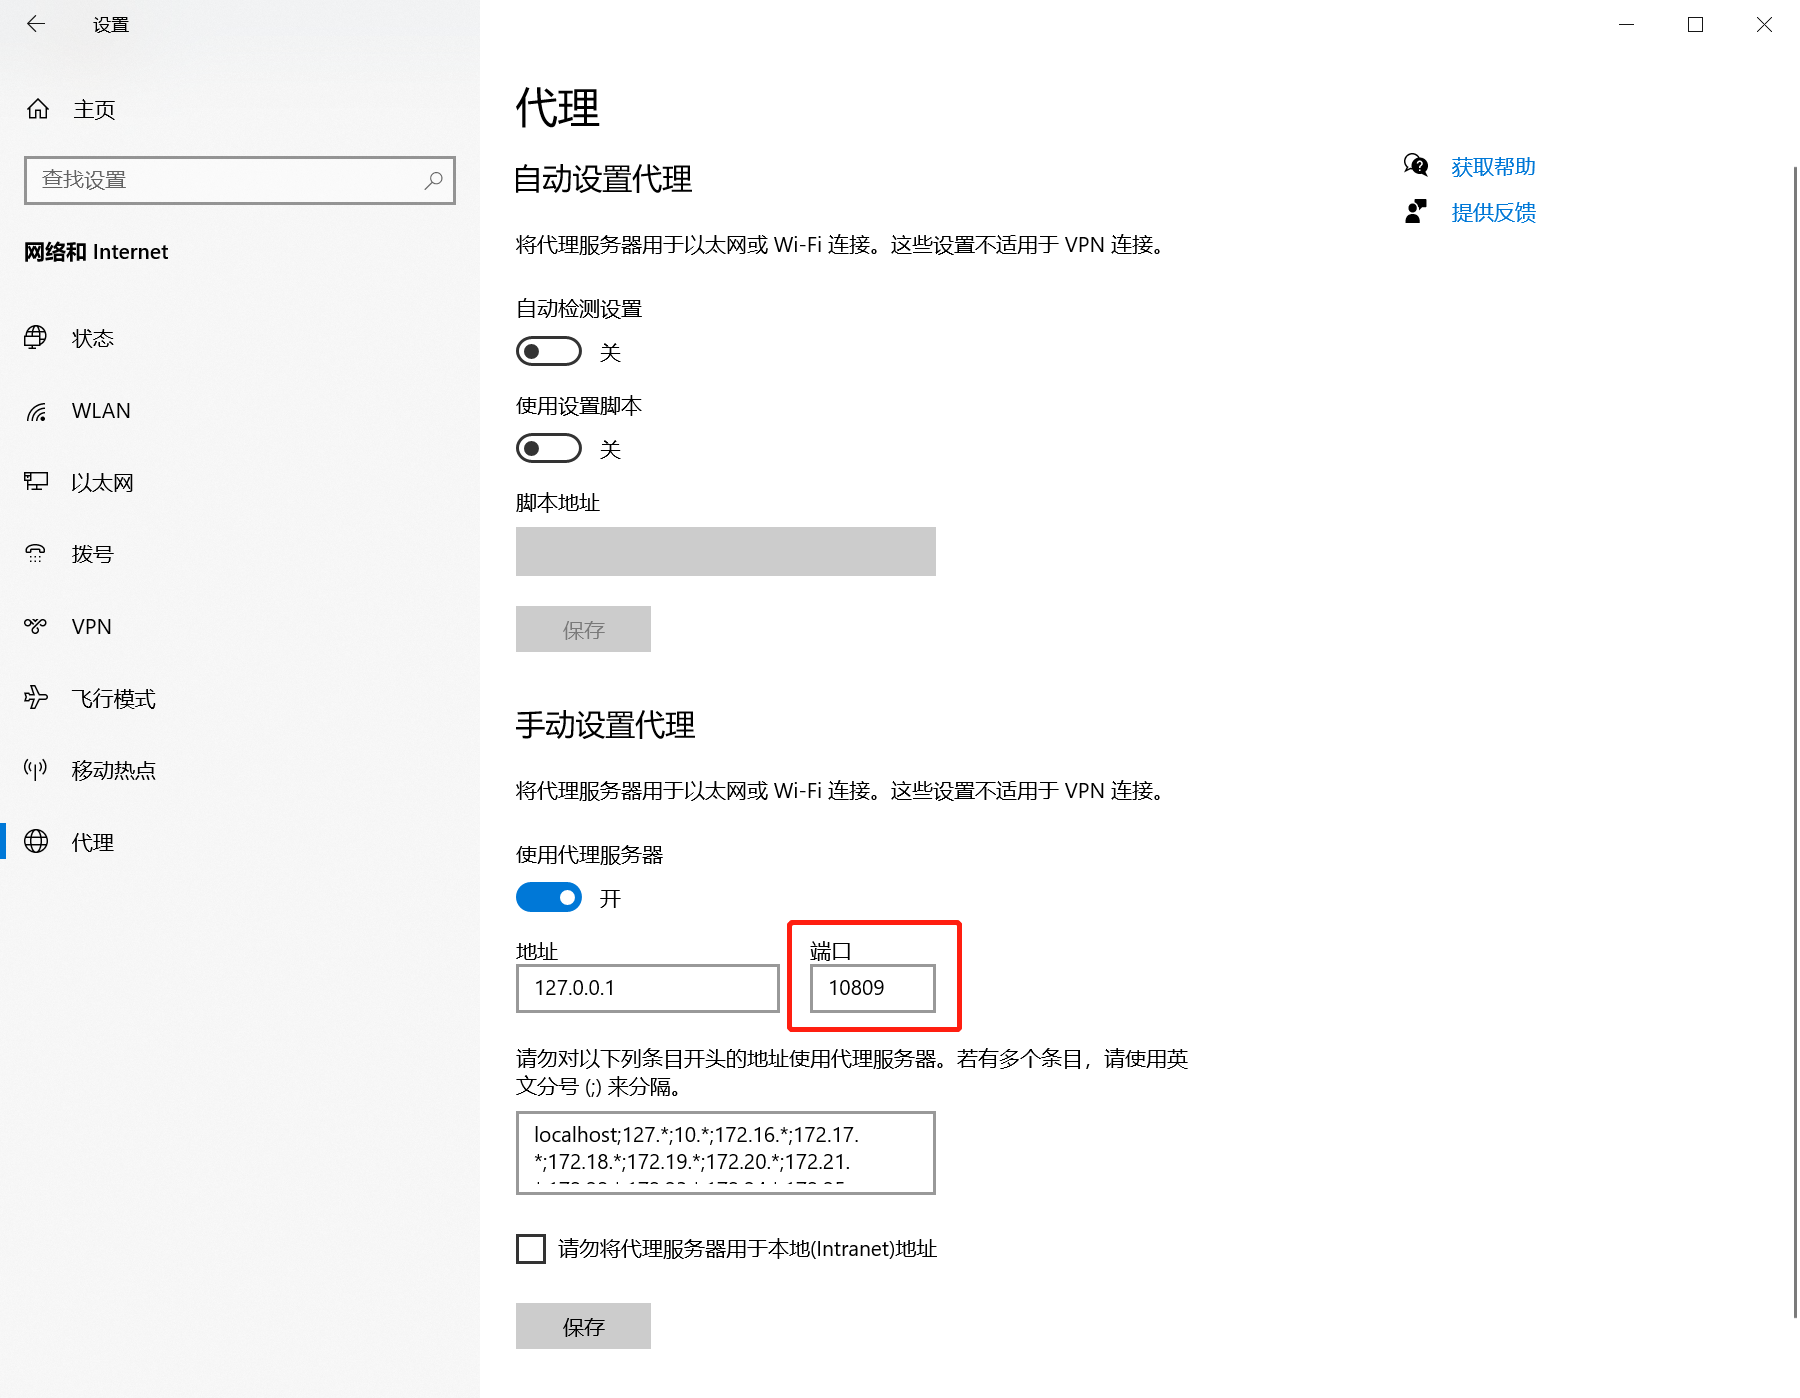 设置
主页
查找设置
网络和 Internet
状态
WLAN
以太网
拨号
VPN
飞行模式
移动热点
代理
代理
自动设置代理
将代理服务器用于以太网或 Wi-Fi 连接。这些设置不适用于 VPN 连接。
自动检测设置
关
使用设置脚本
关
脚本地址
保存
手动设置代理
将代理服务器用于以太网或 Wi-Fi 连接。这些设置不适用于 VPN 连接。
使用代理服务器
开
地址 端口
127.0.0.1 10809
请勿对以下列条目开头的地址使用代理服务器。若有多个条目，请使用英
文分号 (;) 来分隔。
localhost;127.*;10.*;172.16.*;172.17.
*;172.18.*;172.19.*;172.20.*;172.21.
请勿将代理服务器用于本地(Intranet)地址
保存
获取帮助
提供反馈